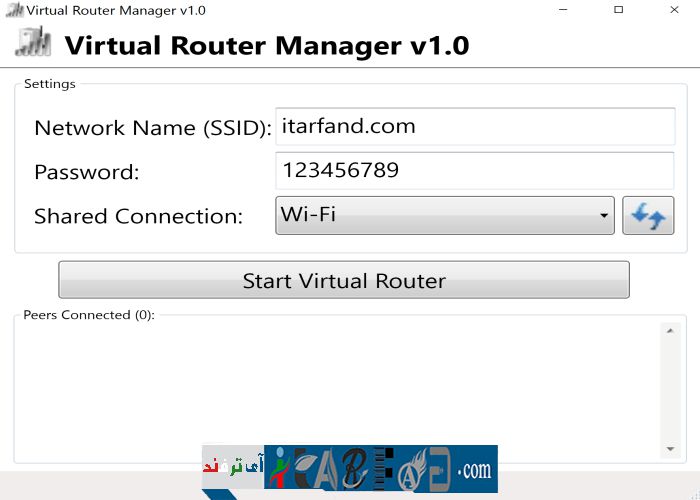 Virtual Router Manager v1.0
Virtual Router Manager v1.0
Settings
Network Name (SSID): itarfand.com
Password: 123456789
Shared Connection: Wi-Fi
Start Virtual Router
Peers Connected (0):
آی ترفند .com